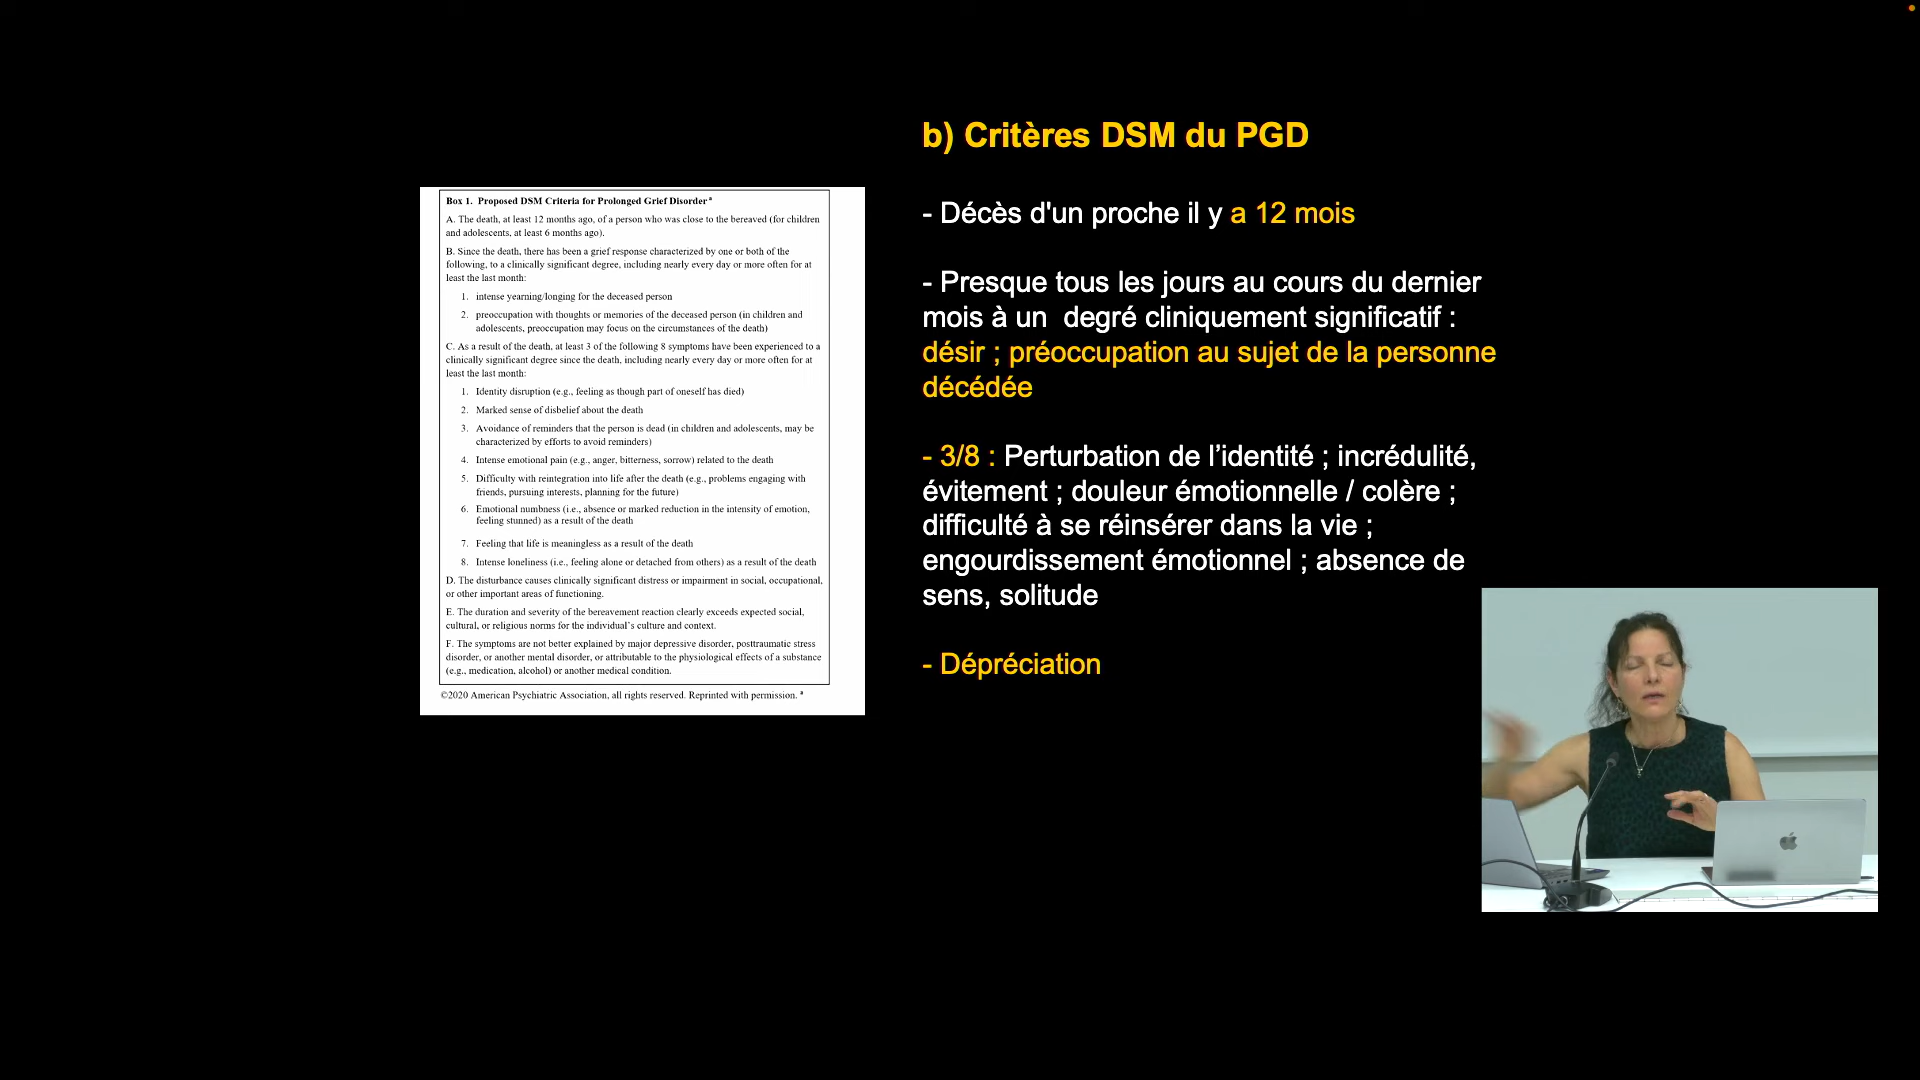 Box 1. Proposed DSM Criteria for Prolonged Grief Disorder a
A. The death, at least 12 months ago, of a person who was close to the bereaved (for children
and adolescents, at least 6 months ago).
B. Since the death, there has been a grief response characterized by one or both of the
following, to a clinically significant degree, including nearly every day or more often for at
least the last month:
1. intense yearning/longing for the deceased person
2. preoccupation with thoughts or memories of the deceased person (in children and
adolescents, preoccupation may focus on the circumstances of the death)
C. As a result of the death, at least 3 of the following 8 symptoms have been experienced to a
clinically significant degree since the death, including nearly every day or more often for at
least the last month:
1. Identity disruption (e.g., feeling as though part of oneself has died)
2. Marked sense of disbelief about the death
3. Avoidance of reminders that the person is dead (in children and adolescents, may be
characterized by efforts to avoid reminders)
4. Intense emotional pain (e.g., anger, bitterness, sorrow) related to the death
5. Difficulty with reintegration into life after the death (e.g., problems engaging with
friends, pursuing interests, planning for the future)
6. Emotional numbness (i.e., absence or marked reduction in the intensity of emotion,
feeling stunned) as a result of the death
7. Feeling that life is meaningless as a result of the death
8. Intense loneliness (i.e., feeling alone or detached from others) as a result of the death
D. The disturbance causes clinically significant distress or impairment in social, occupational,
or other important areas of functioning.
E. The duration and severity of the bereavement reaction clearly exceeds expected social,
cultural, or religious norms for the individual's culture and context.
F. The symptoms are not better explained by major depressive disorder, posttraumatic stress
disorder, or another mental disorder, or attributable to the physiological effects of a substance
(e.g., medication, alcohol) or another medical condition.
©2020 American Psychiatric Association, all rights reserved. Reprinted with permission. a
b) Critères DSM du PGD
- Décès d'un proche il y a 12 mois
- Presque tous les jours au cours du dernier
mois à un degré cliniquement significatif :
désir ; préoccupation au sujet de la personne
décédée
- 3/8 : Perturbation de l’identité ; incrédulité,
évitement ; douleur émotionnelle / colère ;
difficulté à se réinsérer dans la vie ;
engourdissement émotionnel ; absence de
sens, solitude
- Dépréciation